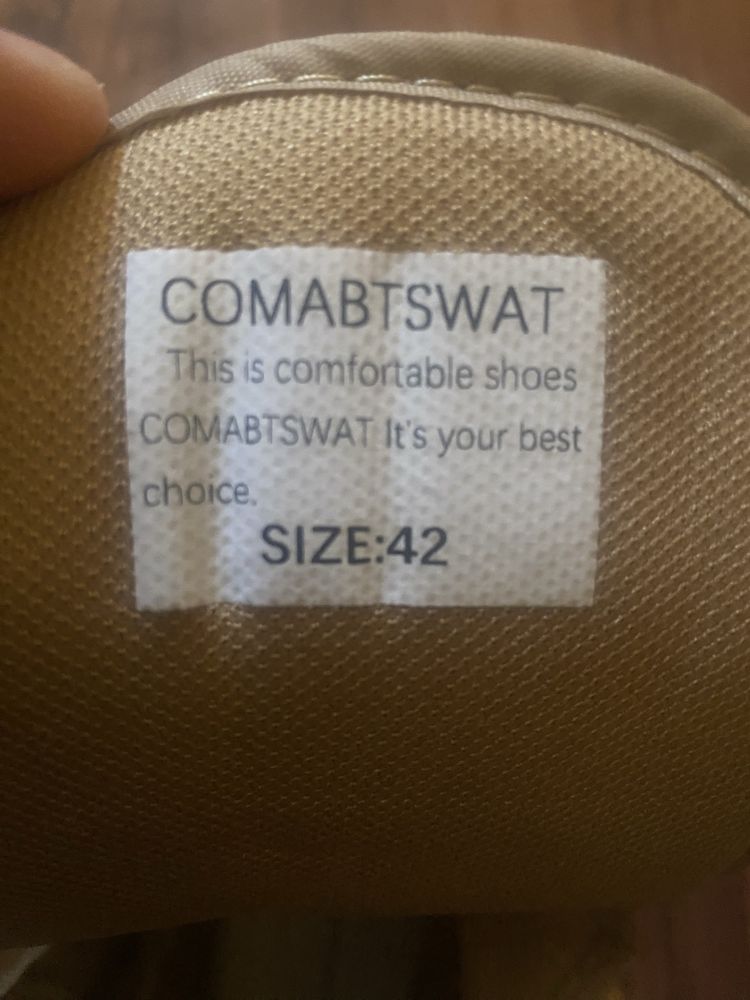 COMABTSWAT
This is comfortable shoes
COMABTSWAT It's your best
choice.
SIZE:42